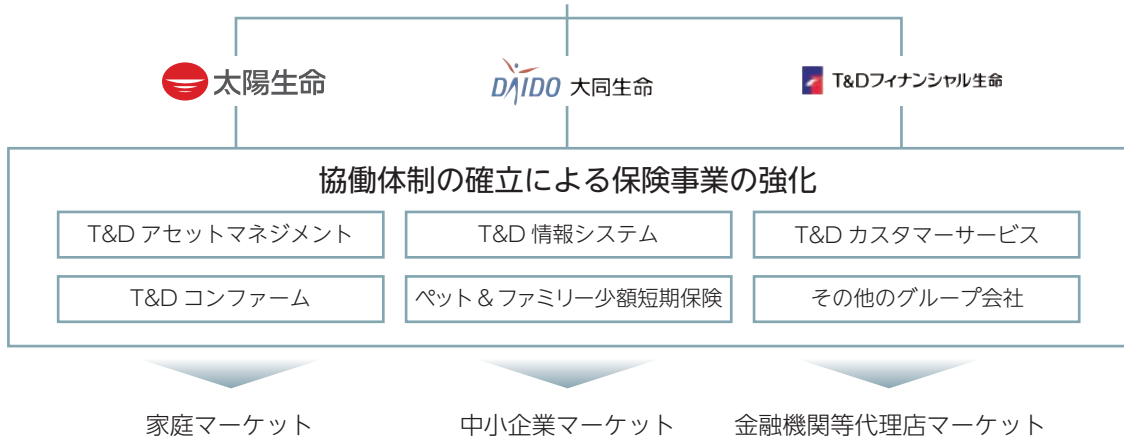 太陽生命
DAIDO 大同生命
T&Dフィナンシャル生命
協働体制の確立による保険事業の強化
T&D アセットマネジメント
T&D 情報システム
T&D カスタマーサービス
T&D コンファーム
ペット&ファミリー少額短期保険
その他のグループ会社
家庭マーケット
中小企業マーケット
金融機関等代理店マーケット